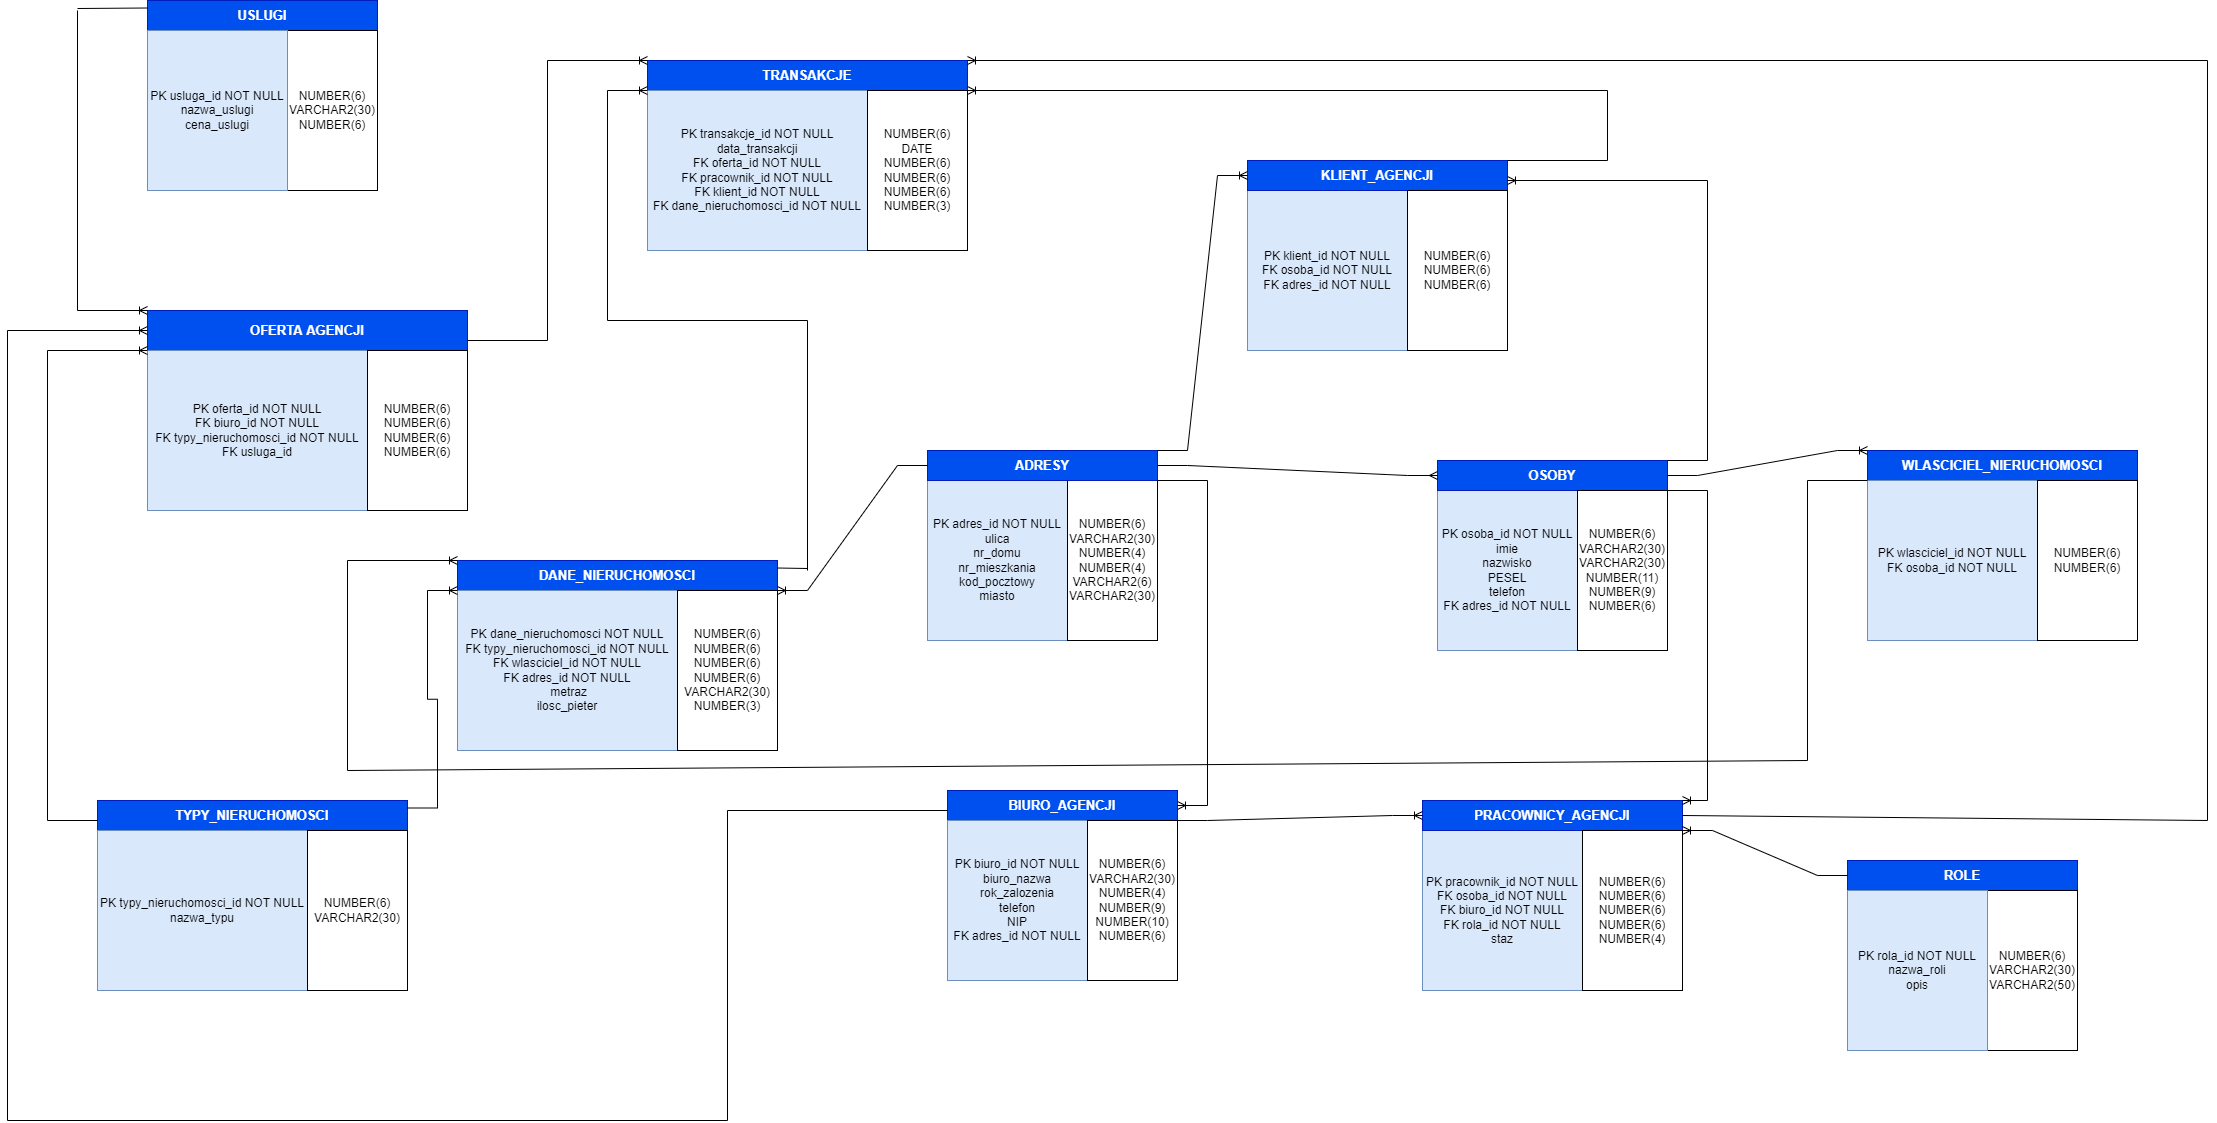 USLUGI
PK usluga_id NOT NULL
nazwa_uslugi
cena_uslugi
NUMBER(6)
VARCHAR2(30)
NUMBER(6)
TRANSAKCJE
PK transakcje_id NOT NULL
data_transakcji
FK oferta_id NOT NULL
FK pracownik_id NOT NULL
FK klient_id NOT NULL
FK dane_nieruchomosci_id NOT NULL
NUMBER(6)
DATE
NUMBER(6)
NUMBER(6)
NUMBER(6)
NUMBER(3)
KLIENT_AGENCJI
PK klient_id NOT NULL
FK osoba_id NOT NULL
FK adres_id NOT NULL
NUMBER(6)
NUMBER(6)
NUMBER(6)
OFERTA AGENCJI
PK oferta_id NOT NULL
FK biuro_id NOT NULL
FK typy_nieruchomosci_id NOT NULL
FK usluga_id
NUMBER(6)
NUMBER(6)
NUMBER(6)
NUMBER(6)
ADRESY
PK adres_id NOT NULL
ulica
nr_domu
nr_mieszkania
kod_pocztowy
miasto
NUMBER(6)
VARCHAR2(30)
NUMBER(4)
NUMBER(4)
VARCHAR2(6)
VARCHAR2(30)
OSOBY
PK osoba_id NOT NULL
imie
nazwisko
PESEL
telefon
FK adres_id NOT NULL
NUMBER(6)
VARCHAR2(30)
VARCHAR2(30)
NUMBER(11)
NUMBER(9)
NUMBER(6)
WLASCICIEL_NIERUCHOMOSCI
PK wlasciciel_id NOT NULL
FK osoba_id NOT NULL
NUMBER(6)
NUMBER(6)
DANE_NIERUCHOMOSCI
PK dane_nieruchomosci NOT NULL
FK typy_nieruchomosci_id NOT NULL
FK wlasciciel_id NOT NULL
FK adres_id NOT NULL
metraz
ilosc_pieter
NUMBER(6)
NUMBER(6)
NUMBER(6)
NUMBER(6)
VARCHAR2(30)
NUMBER(3)
TYPY_NIERUCHOMOSCI
PK typy_nieruchomosci_id NOT NULL
nazwa_typu
NUMBER(6)
VARCHAR2(30)
BIURO_AGENCJI
PK biuro_id NOT NULL
biuro_nazwa
rok_zalozenia
telefon
NIP
FK adres_id NOT NULL
NUMBER(6)
VARCHAR2(30)
NUMBER(4)
NUMBER(9)
NUMBER(10)
NUMBER(6)
PRACOWNICY_AGENCJI
PK pracownik_id NOT NULL
FK osoba_id NOT NULL
FK biuro_id NOT NULL
FK rola_id NOT NULL
staz
NUMBER(6)
NUMBER(6)
NUMBER(6)
NUMBER(6)
NUMBER(4)
ROLE
PK rola_id NOT NULL
nazwa_roli
opis
NUMBER(6)
VARCHAR2(30)
VARCHAR2(50)